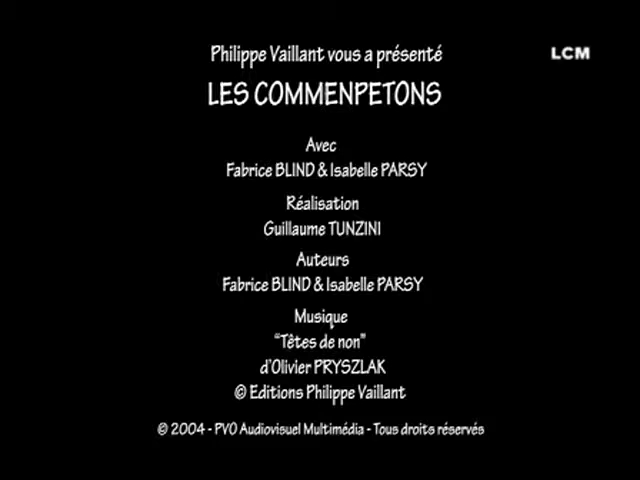 Philippe Vaillant vous a présenté
LCM
LES COMMENPETONS
Avec
Fabrice BLIND & Isabelle PARSY
Réalisation
Guillaume TUNZINI
Auteurs
Fabrice BLIND & Isabelle PARSY
Musique
“Têtes de non”
d'Olivier PRYSZLAK
© Editions Philippe Vaillant
© 2004 - PVO Audiovisuel Multimédia - Tous droits réservés